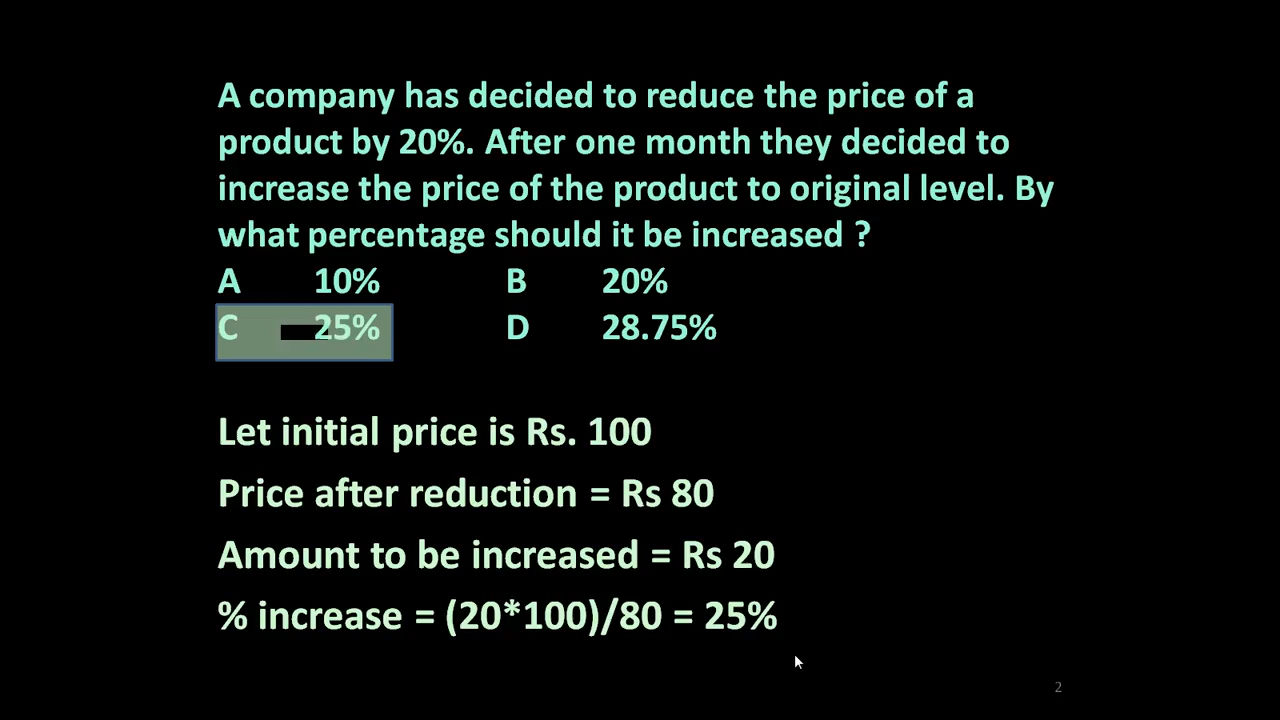 A company has decided to reduce the price of a
product by 20%. After one month they decided to
increase the price of the product to original level. By
what percentage should it be increased ?
A 10% B 20%
C 25% D 28.75%
Let initial price is Rs. 100
Price after reduction = Rs 80
Amount to be increased = Rs 20
% increase = (20*100)/80 = 25%
2